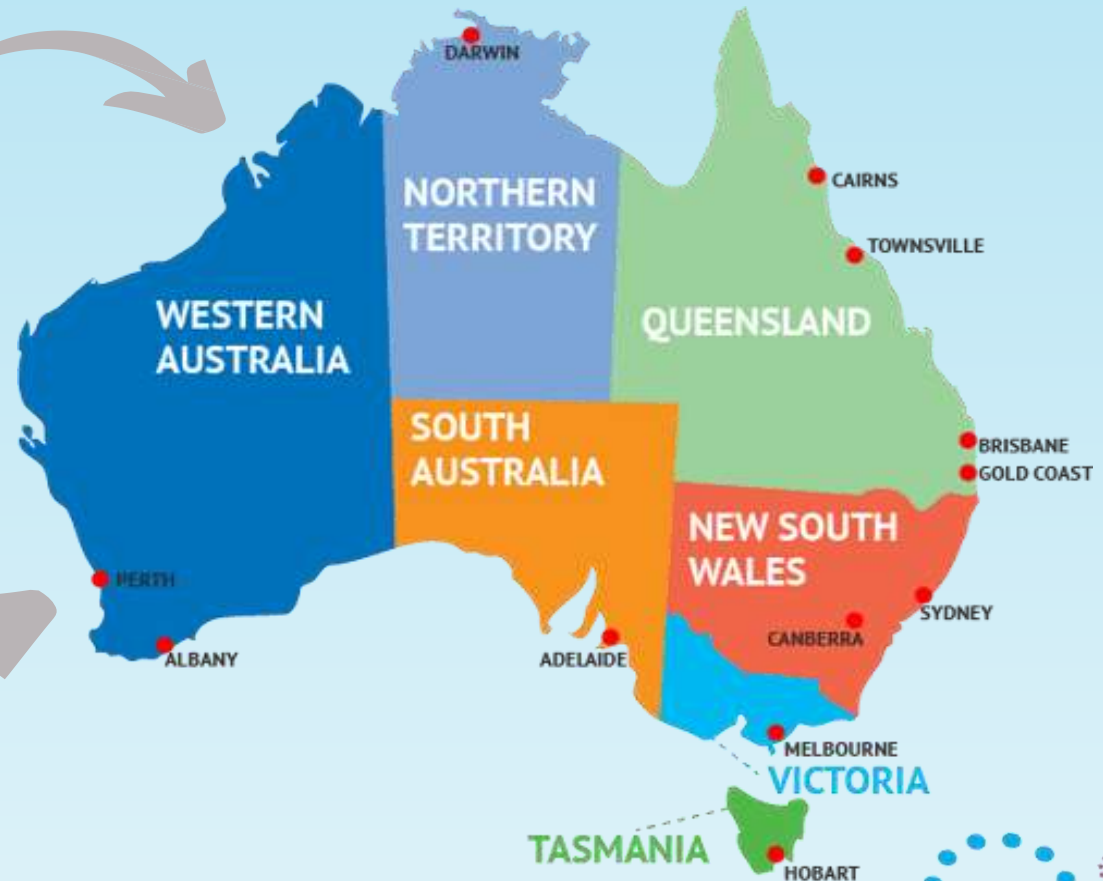 DARWIN
NORTHERN
TERRITORY
CAIRNS
TOWNSVILLE
WESTERN
AUSTRALIA
QUEENSLAND
SOUTH
AUSTRALIA
BRISBANE
GOLD COAST
NEW SOUTH
WALES
PERTH
SYDNEY
CANBERRA
ALBANY
ADELAIDE
MELBOURNE
VICTORIA
TASMANIA
HOBART